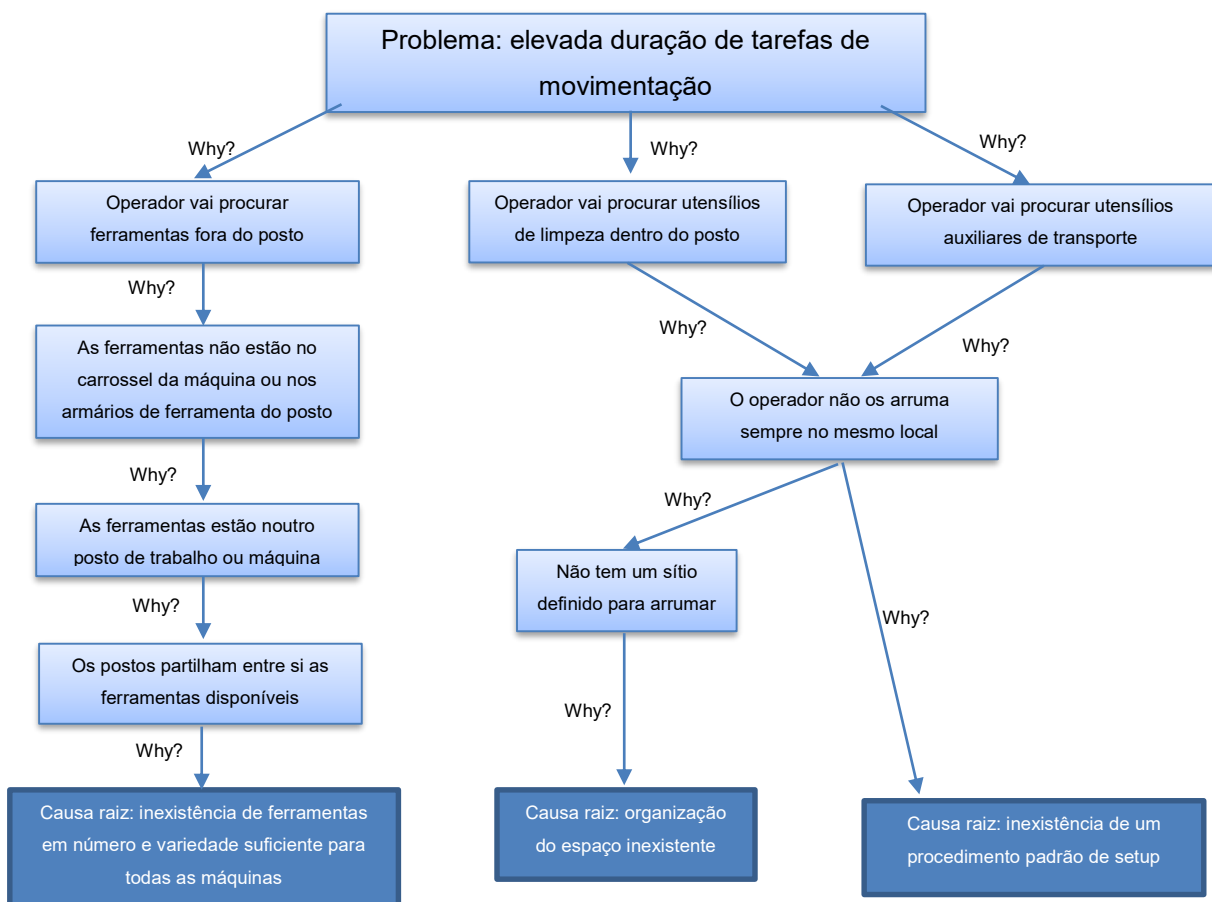 Problema: elevada duração de tarefas de
movimentação
Why?
Why?
Why?
Operador vai procurar
ferramentas fora do posto
Operador vai procurar utensílios
de limpeza dentro do posto
Operador vai procurar utensílios
auxiliares de transporte
Why?
Why?
Why?
As ferramentas não estão no
carrossel da máquina ou nos
armários de ferramenta do posto
O operador não os arruma
sempre no mesmo local
Why?
Why?
As ferramentas estão noutro
posto de trabalho ou máquina
Não tem um sítio
definido para arrumar
Why?
Why?
Os postos partilham entre si as
ferramentas disponíveis
Why?
Why?
Causa raiz: inexistência de ferramentas
em número e variedade suficiente para
todas as máquinas
Causa raiz: organização
do espaço inexistente
Causa raiz: inexistência de um
procedimento padrão de setup